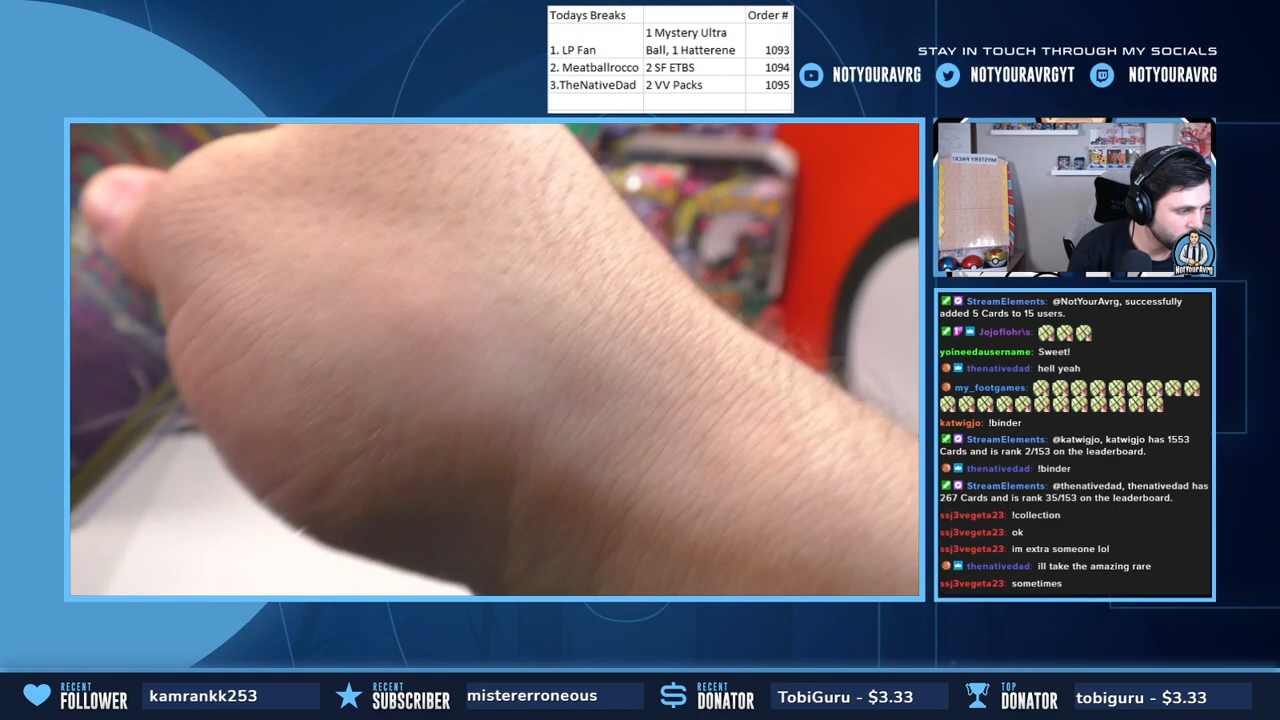 Todays Breaks Order #
1 Mystery Ultra
1. LP Fan Ball, 1 Hatterene 1093
2. Meatballrocco 2 SF ETBS 1094
3.TheNativeDad 2 VV Packs 1095
STAY IN TOUCH THROUGH MY SOCIALS
NOTYOURAVRG NOTYOURAVRGYT NOTYOURAVRG
MYSTERY PACK!
NOTYOURAVRG
StreamElements: @NotYourAvrg, successfully
added 5 Cards to 15 users.
Jojoflohr\s:
yoineedausername: Sweet!
thenativedad: hell yeah
my_footgames:
katwigjo: !binder
StreamElements: @katwigjo, katwigjo has 1553
Cards and is rank 2/153 on the leaderboard.
thenativedad: !binder
StreamElements: @thenativedad, thenativedad has
267 Cards and is rank 35/153 on the leaderboard.
ssj3vegeta23: !collection
ssj3vegeta23: ok
ssj3vegeta23: im extra someone lol
thenativedad: ill take the amazing rare
ssj3vegeta23: sometimes
RECENT FOLLOWER kamrankk253
RECENT SUBSCRIBER mistererroneous
RECENT DONATOR TobiGuru - $3.33
TOP DONATOR tobiguru - $3.33